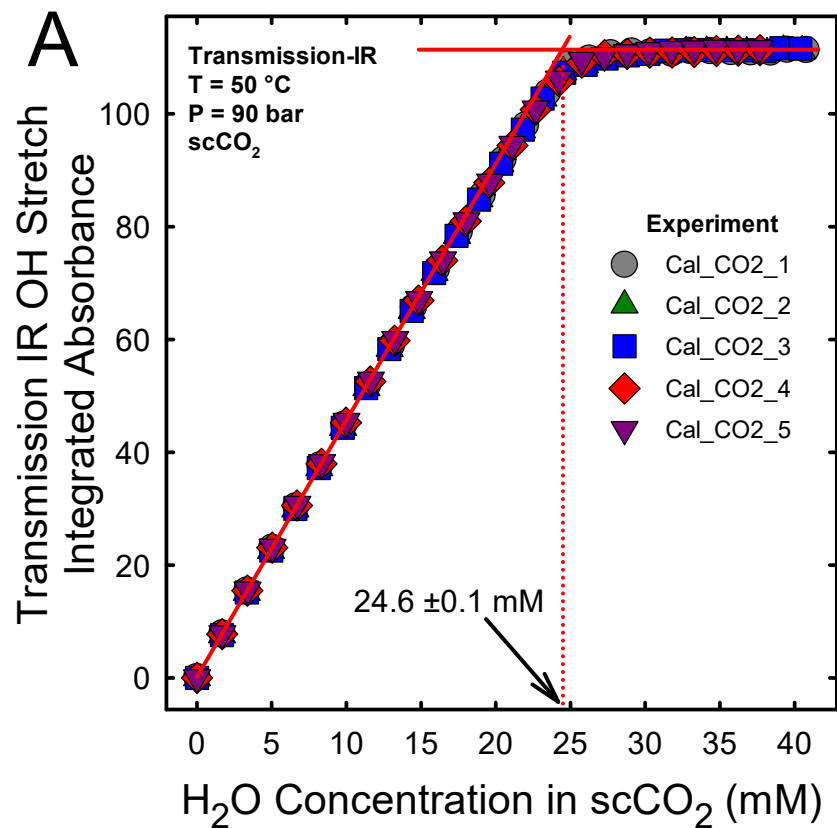 A
Transmission-IR
T = 50 °C
P = 90 bar
scCO₂
Transmission IR OH Stretch
Integrated Absorbance
120
100
80
60
40
20
0
Experiment
Cal_CO2_1
Cal_CO2_2
Cal_CO2_3
Cal_CO2_4
Cal_CO2_5
24.6 ±0.1 mM
0 5 10 15 20 25 30 35 40
H₂O Concentration in scCO₂ (mM)